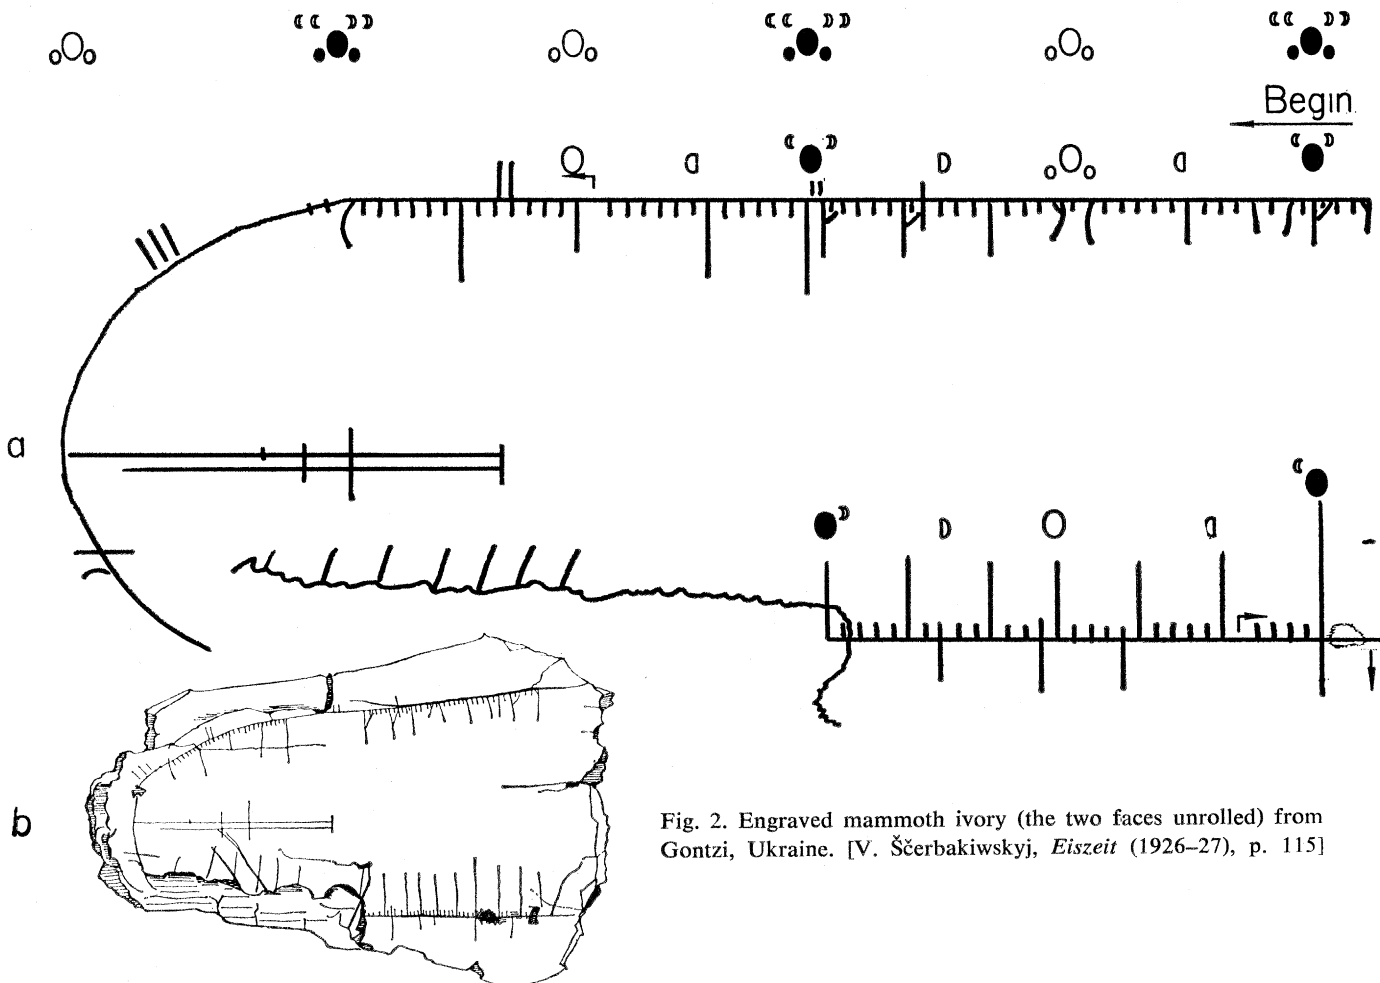 Begin
a
b
Fig. 2. Engraved mammoth ivory (the two faces unrolled) from
Gontzi, Ukraine. [V. Ščerbakiwskyj, Eiszeit (1926–27), p. 115]